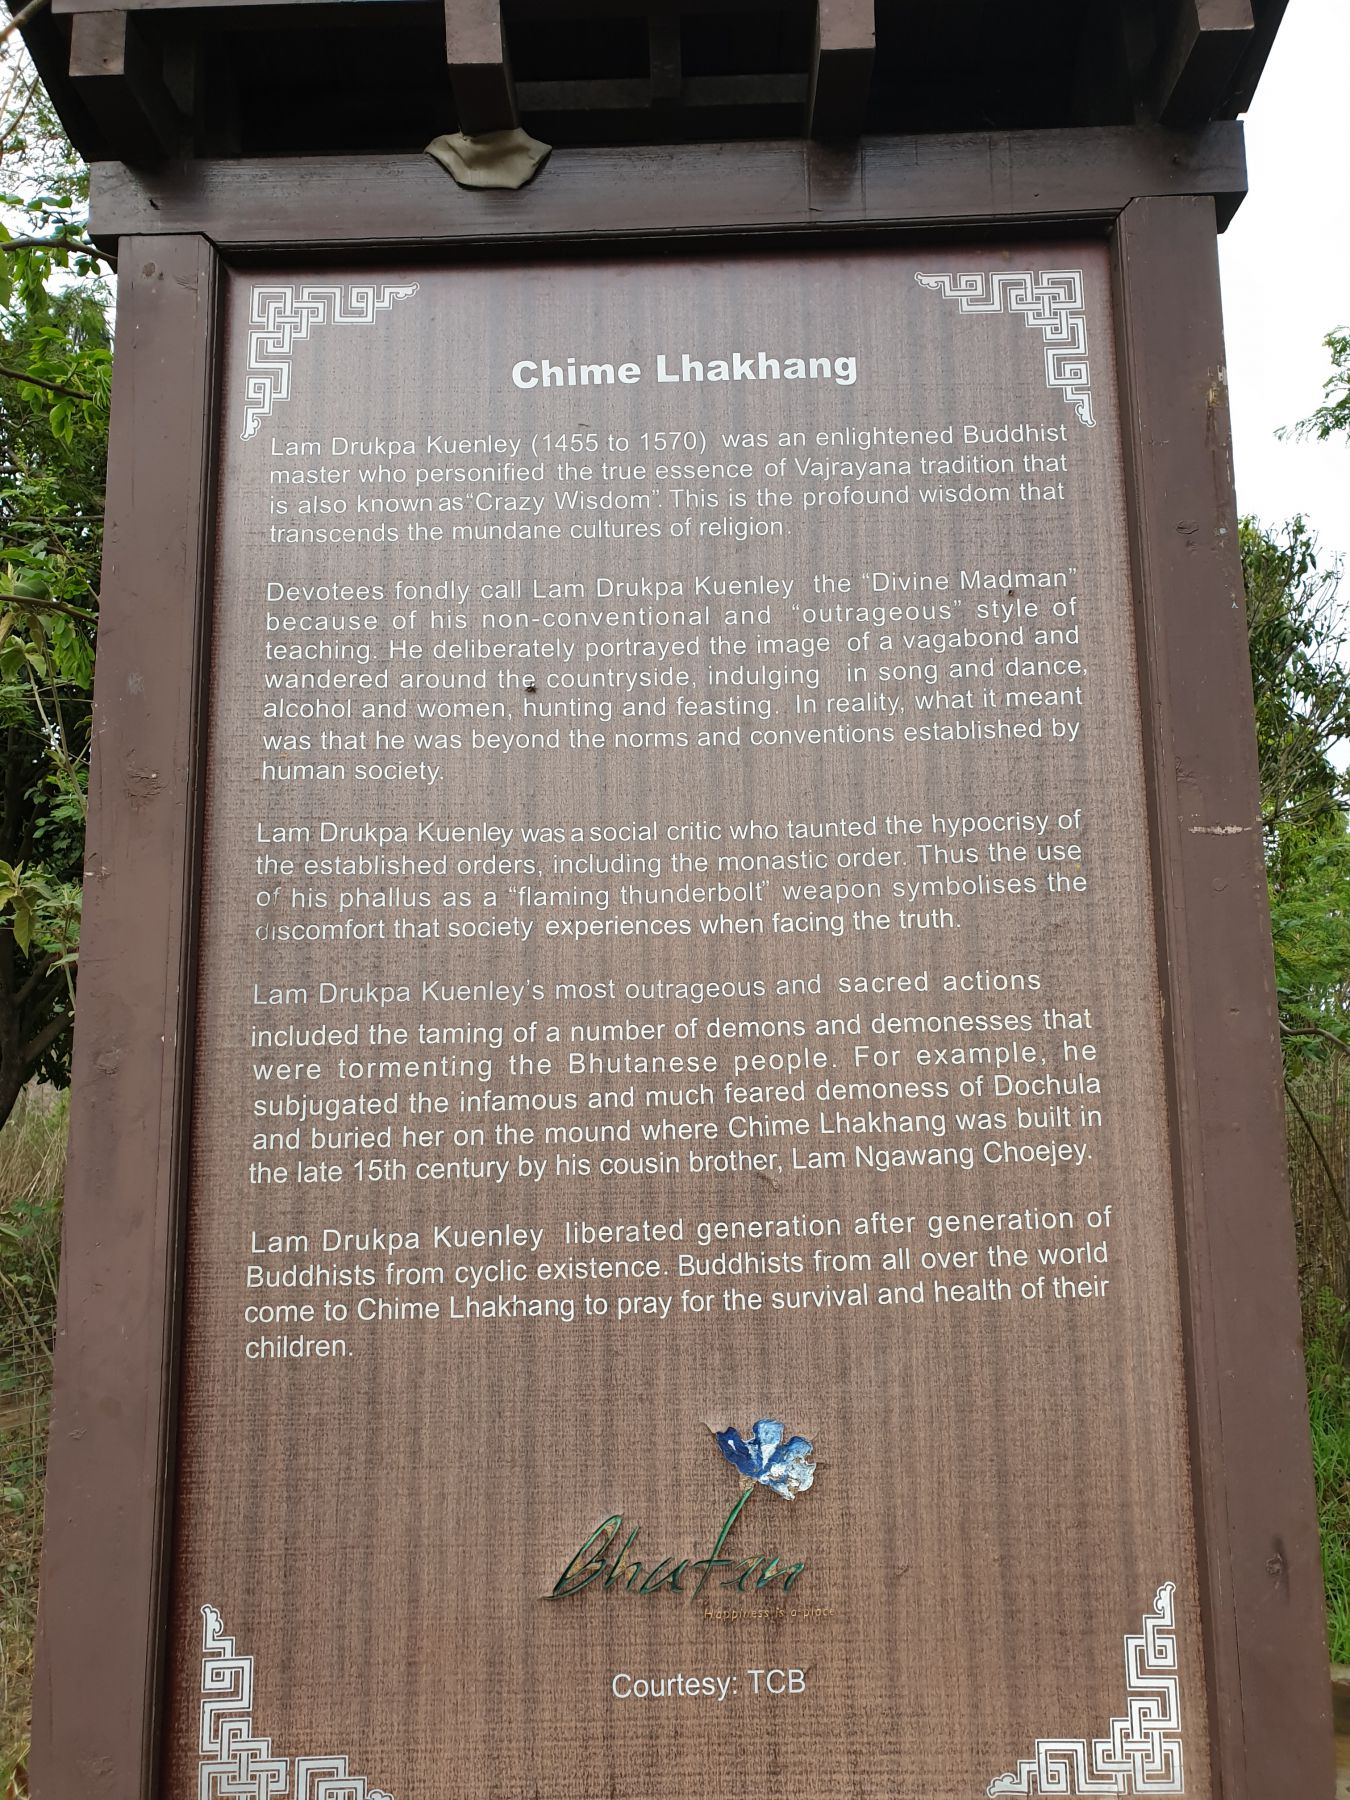 Chime Lhakhang
Lam Drukpa Kuenley (1455 to 1570) was an enlightened Buddhist
master who personified the true essence of Vajrayana tradition that
is also known as "Crazy Wisdom". This is the profound wisdom that
transcends the mundane cultures of religion.
Devotees fondly call Lam Drukpa Kuenley the "Divine Madman"
because of his non-conventional and "outrageous" style of
teaching. He deliberately portrayed the image of a vagabond and
wandered around the countryside, indulging in song and dance,
alcohol and women, hunting and feasting. In reality, what it meant
was that he was beyond the norms and conventions established by
human society.
Lam Drukpa Kuenley was a social critic who taunted the hypocrisy of
the established orders, including the monastic order. Thus the use
of his phallus as a "flaming thunderbolt" weapon symbolises the
discomfort that society experiences when facing the truth.
Lam Drukpa Kuenley's most outrageous and sacred actions
included the taming of a number of demons and demonesses that
were tormenting the Bhutanese people. For example, he
subjugated the infamous and much feared demoness of Dochula
and buried her on the mound where Chime Lhakhang was built in
the late 15th century by his cousin brother, Lam Ngawang Choejey.
Lam Drukpa Kuenley liberated generation after generation of
Buddhists from cyclic existence. Buddhists from all over the world
come to Chime Lhakhang to pray for the survival and health of their
children.
Bhutan
Happiness is a place
Courtesy: TCB